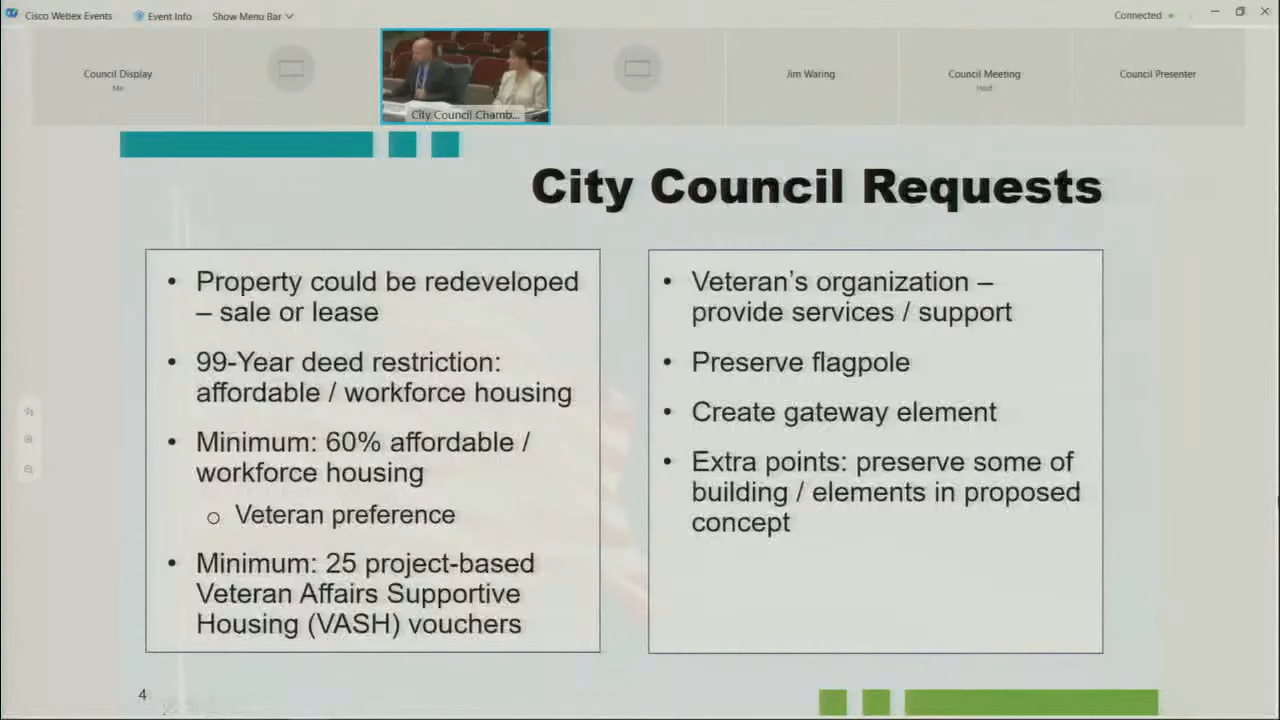 Cisco Webex Events
Event Info
Show Menu Bar
Connected
Council Display
Me
City Council Chamb...
Jim Waring
Council Meeting
Host
Council Presenter
City Council Requests
• Property could be redeveloped
– sale or lease
• 99-Year deed restriction:
affordable / workforce housing
• Minimum: 60% affordable /
workforce housing
o Veteran preference
• Minimum: 25 project-based
Veteran Affairs Supportive
Housing (VASH) vouchers
• Veteran’s organization –
provide services / support
• Preserve flagpole
• Create gateway element
• Extra points: preserve some of
building / elements in proposed
concept
4